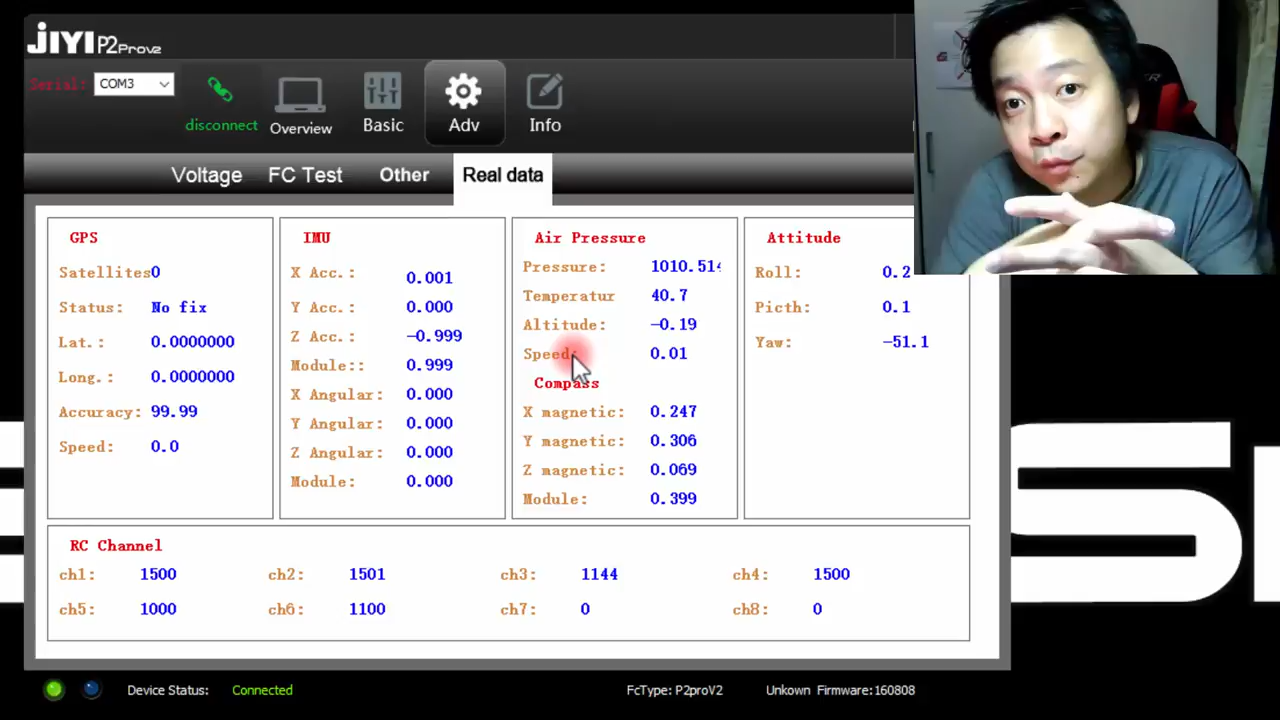 JIYI P2 Prov2
Serial: COM3
disconnect
Overview
Basic
Adv
Info
Voltage
FC Test
Other
Real data
GPS
Satellites 0
Status: No fix
Lat.: 0.0000000
Long.: 0.0000000
Accuracy: 99.99
Speed: 0.0
IMU
X Acc.: 0.001
Y Acc.: 0.000
Z Acc.: -0.999
Module:: 0.999
X Angular: 0.000
Y Angular: 0.000
Z Angular: 0.000
Module: 0.000
Air Pressure
Pressure: 1010.514
Temperatur 40.7
Altitude: -0.19
Speed: 0.01
Compass
X magnetic: 0.247
Y magnetic: 0.306
Z magnetic: 0.069
Module: 0.399
Attitude
Roll: 0.2
Picth: 0.1
Yaw: -51.1
RC Channel
ch1: 1500 ch2: 1501 ch3: 1144 ch4: 1500
ch5: 1000 ch6: 1100 ch7: 0 ch8: 0
Device Status: Connected FcType: P2proV2 Unkown Firmware:160808